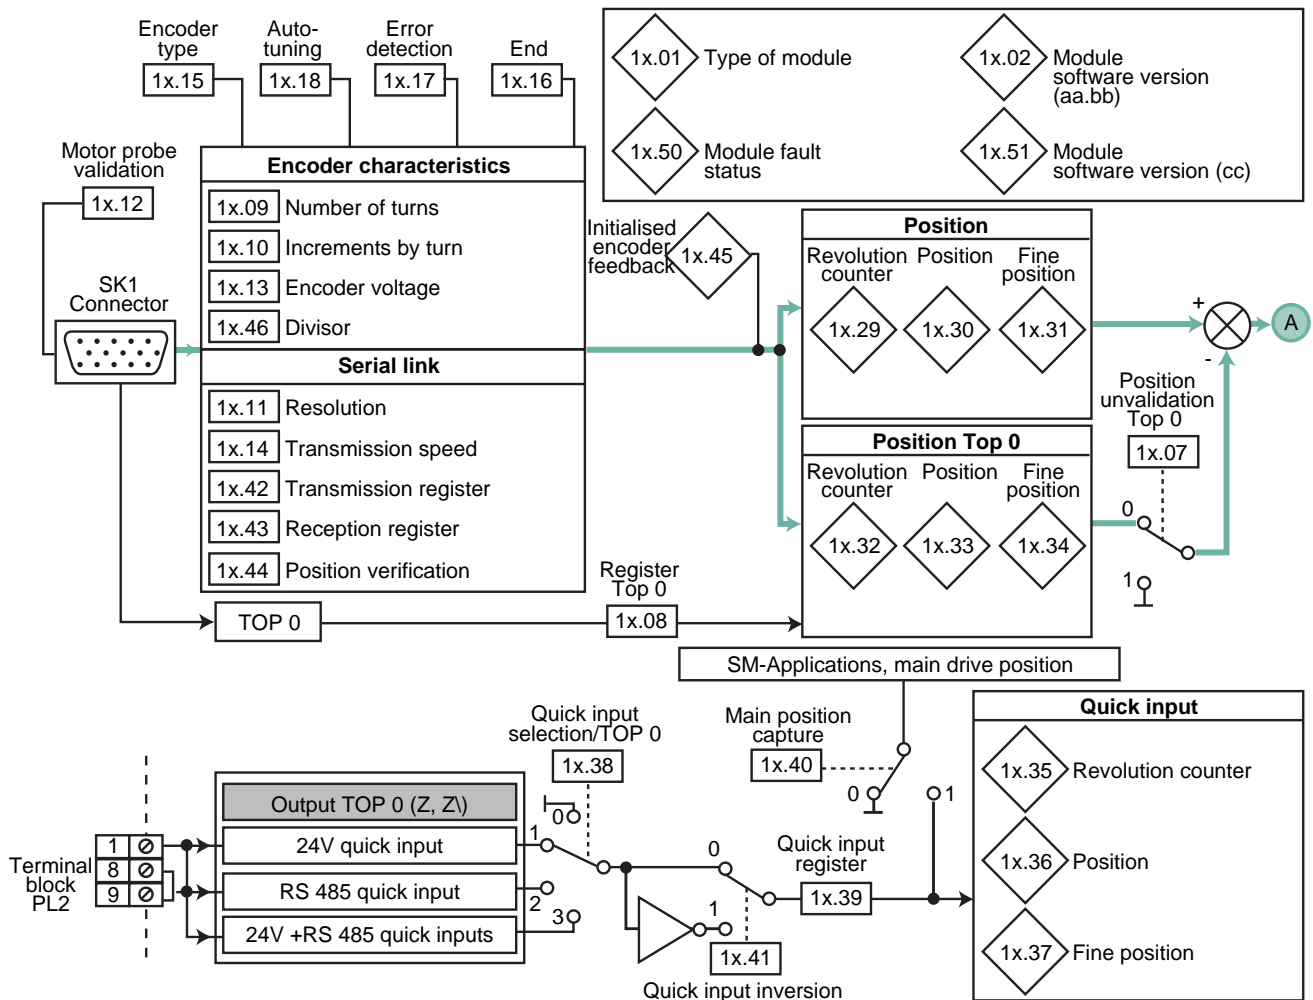 Encoder
type
1x.15
Auto-
tuning
1x.18
Error
detection
1x.17
End
1x.16
1x.01
Type of module
1x.02
Module
software version
(aa.bb)
1x.50
Module fault
status
1x.51
Module
software version (cc)
Motor probe
validation
1x.12
SK1
Connector
Encoder characteristics
1x.09 Number of turns
1x.10 Increments by turn
1x.13 Encoder voltage
1x.46 Divisor
Serial link
1x.11 Resolution
1x.14 Transmission speed
1x.42 Transmission register
1x.43 Reception register
1x.44 Position verification
TOP 0
Register
Top 0
1x.08
Initialised
encoder
feedback
1x.45
Position
Revolution
counter
Position
Fine
position
1x.29
1x.30
1x.31
+
-
A
Position Top 0
Revolution
counter
Position
Fine
position
1x.32
1x.33
1x.34
Position
unvalidation
Top 0
1x.07
0
1
SM-Applications, main drive position
Main position
capture
1x.40
0
1
Quick input
selection/TOP 0
1x.38
Terminal
block
PL2
1
8
9
Output TOP 0 (Z, Z\)
24V quick input
RS 485 quick input
24V +RS 485 quick inputs
0
1
2
3
0
1
1x.41
Quick input inversion
Quick input
register
1x.39
Quick input
1x.35 Revolution counter
1x.36 Position
1x.37 Fine position